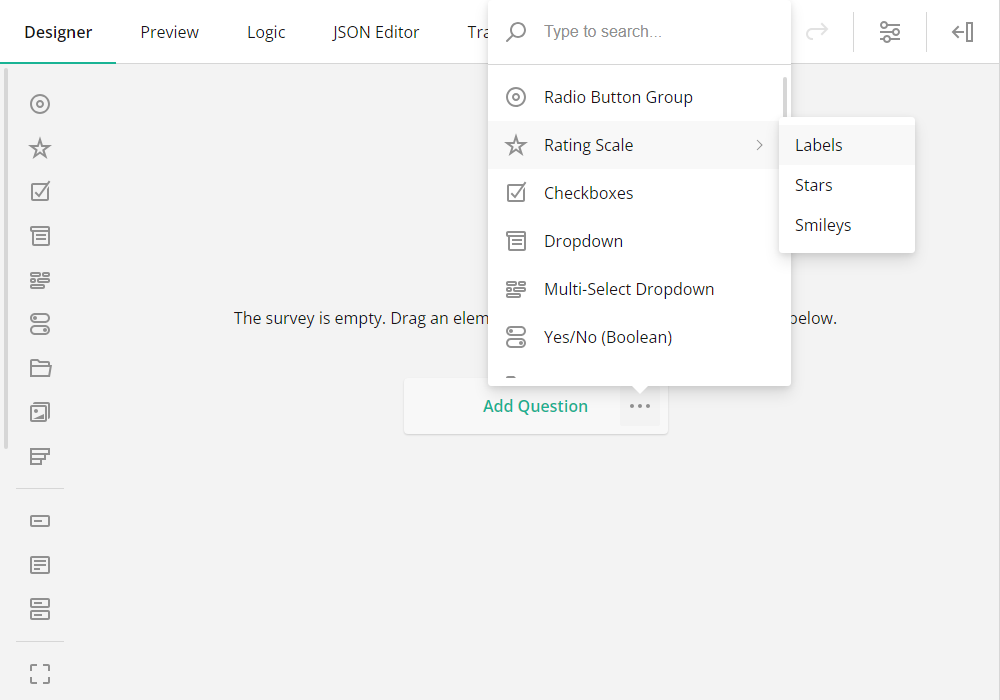 Designer
Preview
Logic
JSON Editor
Tra
Type to search...
Radio Button Group
Rating Scale
Labels
Stars
Smileys
Checkboxes
Dropdown
Multi-Select Dropdown
Yes/No (Boolean)
The survey is empty. Drag an elem
below.
Add Question